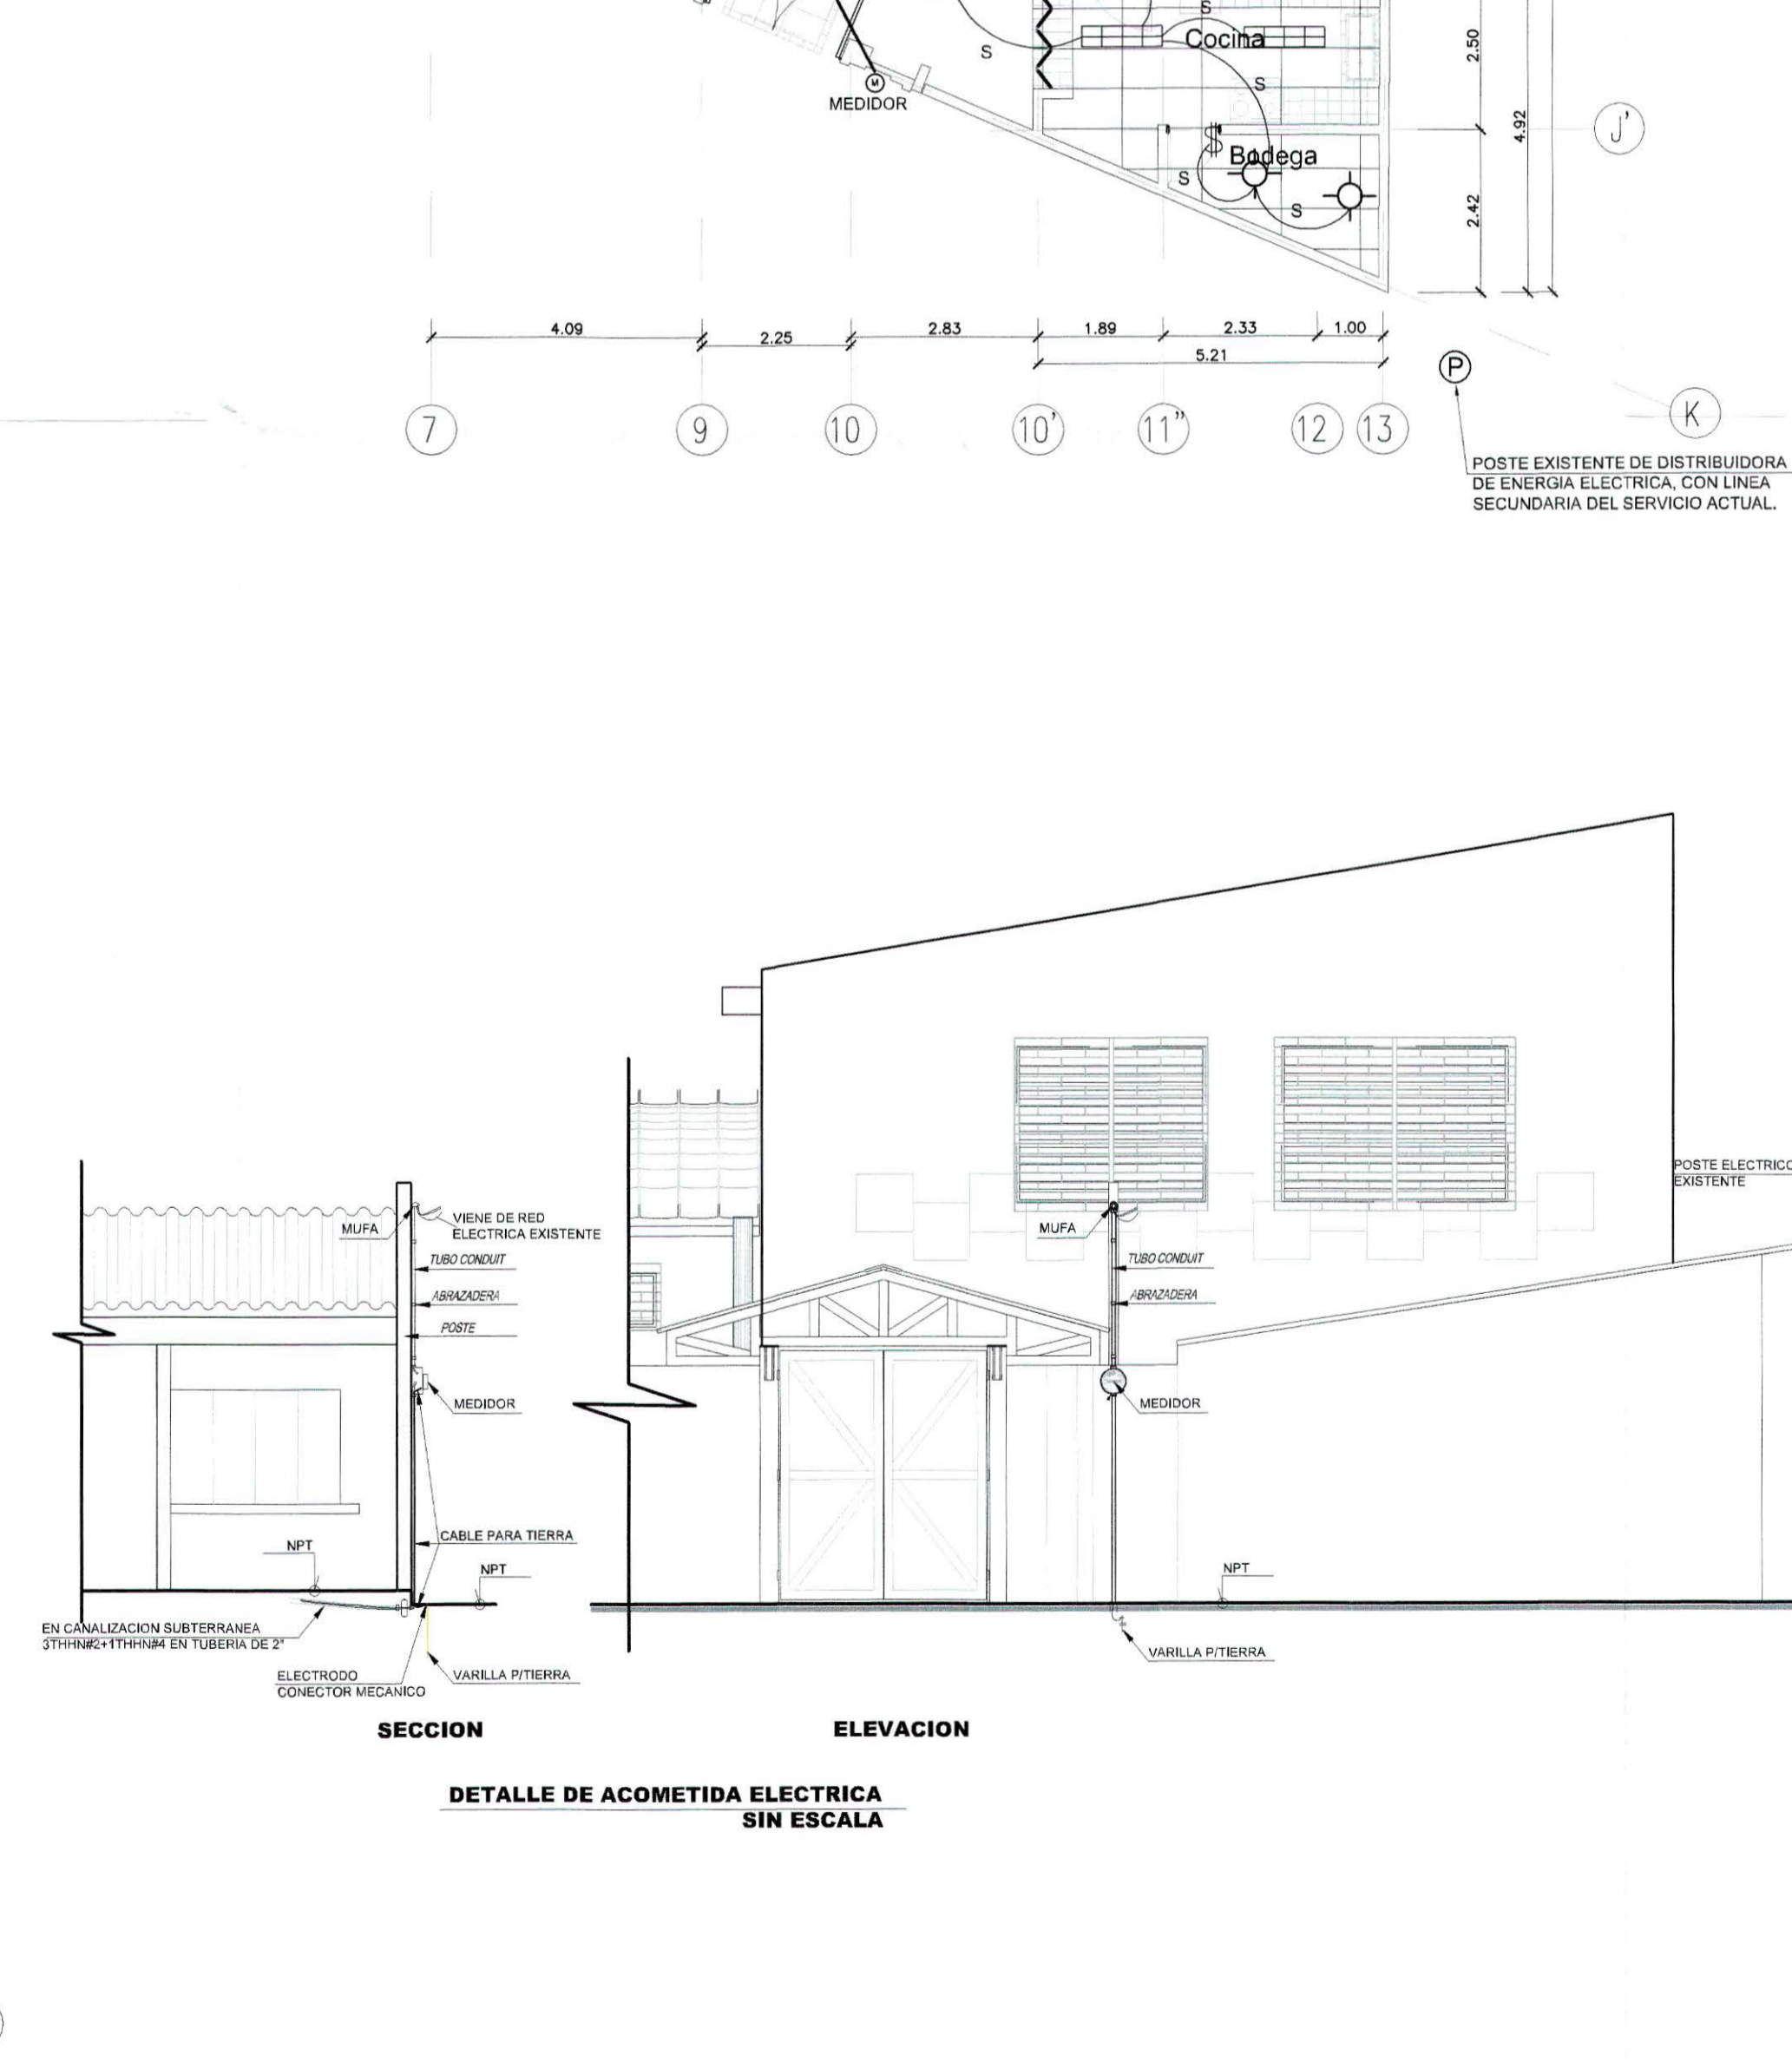 S
Cocina
S
S
MEDIDOR
M
2.50
4.92
J'
$
Bodega
S
S
2.42
4.09
2.25
2.83
1.89
2.33
1.00
5.21
P
7
9
10
10'
11"
12
13
K
POSTE EXISTENTE DE DISTRIBUIDORA
DE ENERGIA ELECTRICA, CON LINEA
SECUNDARIA DEL SERVICIO ACTUAL.
MUFA
VIENE DE RED
ELECTRICA EXISTENTE
TUBO CONDUIT
ABRAZADERA
POSTE
MEDIDOR
CABLE PARA TIERRA
NPT
NPT
EN CANALIZACION SUBTERRANEA
3THHN#2+1THHN#4 EN TUBERIA DE 2"
ELECTRODO
CONECTOR MECANICO
VARILLA P/TIERRA
SECCION
POSTE ELECTRICO
EXISTENTE
MUFA
TUBO CONDUIT
ABRAZADERA
MEDIDOR
NPT
VARILLA P/TIERRA
ELEVACION
DETALLE DE ACOMETIDA ELECTRICA
SIN ESCALA